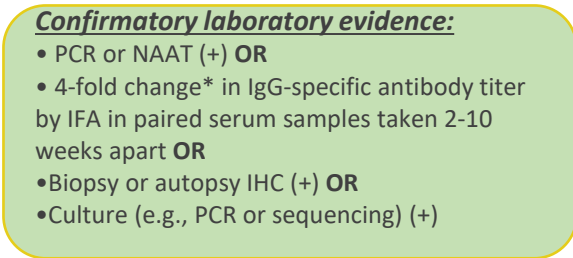 Confirmatory laboratory evidence:
• PCR or NAAT (+) OR
• 4-fold change* in IgG-specific antibody titer
by IFA in paired serum samples taken 2-10
weeks apart OR
•Biopsy or autopsy IHC (+) OR
•Culture (e.g., PCR or sequencing) (+)